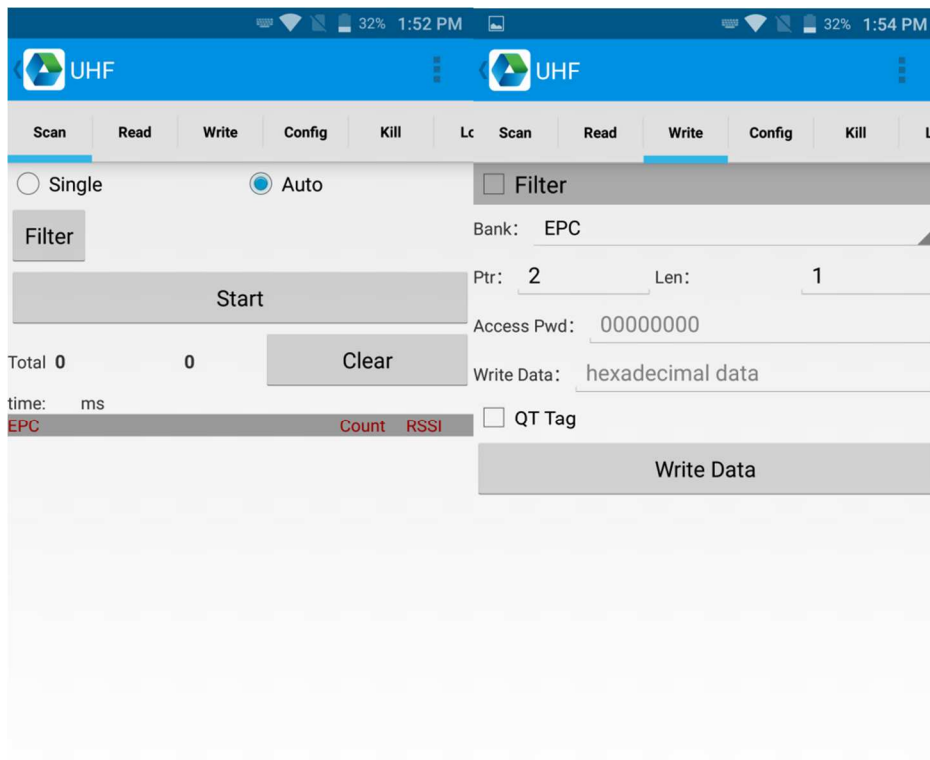 32% 1:52 PM
UHF
Scan Read Write Config Kill Lc
Single Auto
Filter
Start
Total 0 0 Clear
time: ms
EPC Count RSSI
32% 1:54 PM
UHF
Scan Read Write Config Kill L
Filter
Bank: EPC
Ptr: 2 Len: 1
Access Pwd: 00000000
Write Data: hexadecimal data
QT Tag
Write Data